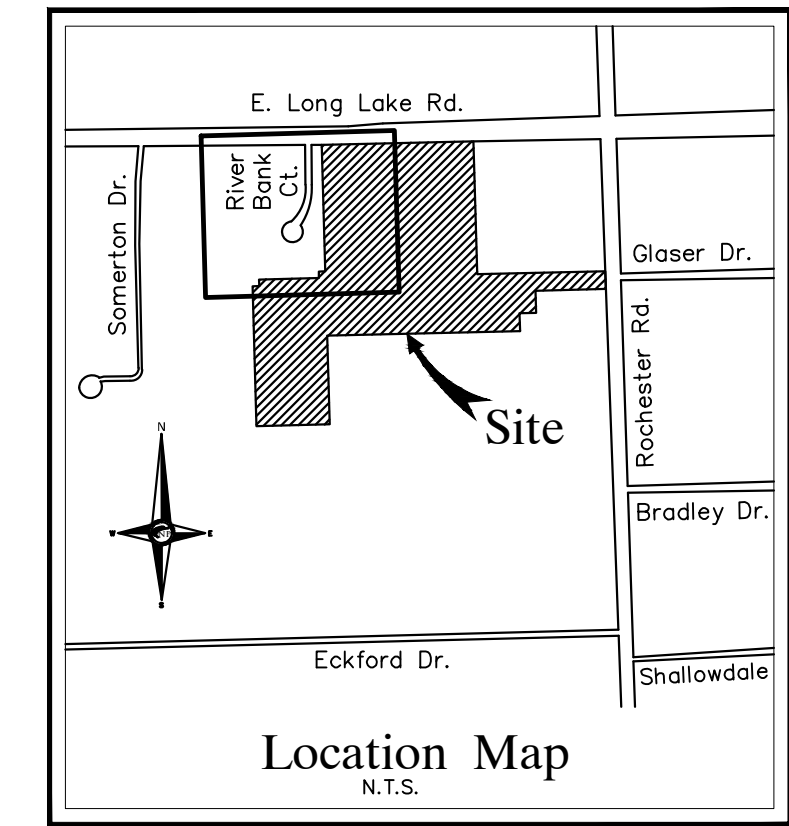 E. Long Lake Rd.
River
Bank
Ct.
Somerton Dr.
Glaser Dr.
Rochester Rd.
Site
N
W
E
S
Bradley Dr.
Eckford Dr.
Shallowdale
Location Map
N.T.S.